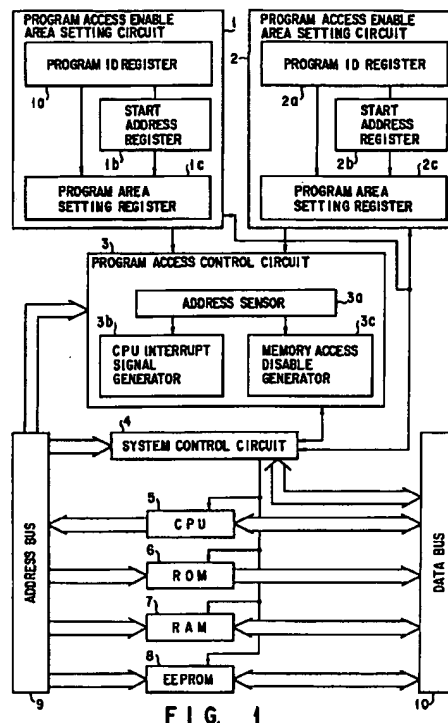 PROGRAM ACCESS ENABLE
AREA SETTING CIRCUIT
1
PROGRAM ID REGISTER
1a
START
ADDRESS
REGISTER
1b
1c
PROGRAM AREA
SETTING REGISTER
PROGRAM ACCESS ENABLE
AREA SETTING CIRCUIT
2
PROGRAM ID REGISTER
2a
START
ADDRESS
REGISTER
2b
2c
PROGRAM AREA
SETTING REGISTER
3
PROGRAM ACCESS CONTROL CIRCUIT
ADDRESS SENSOR
3a
3b
CPU INTERRUPT
SIGNAL
GENERATOR
3c
MEMORY ACCESS
DISABLE
GENERATOR
4
SYSTEM CONTROL CIRCUIT
5
CPU
6
ROM
7
RAM
8
EEPROM
ADDRESS BUS
9
DATA BUS
10
FIG. 1